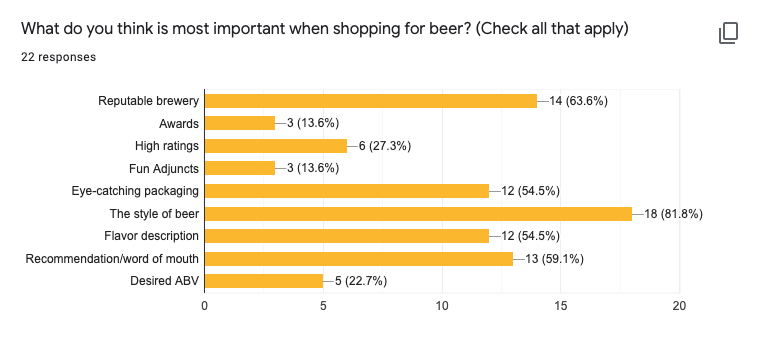 What do you think is most important when shopping for beer? (Check all that apply)
22 responses
Reputable brewery 14 (63.6%)
Awards 3 (13.6%)
High ratings 6 (27.3%)
Fun Adjuncts 3 (13.6%)
Eye-catching packaging 12 (54.5%)
The style of beer 18 (81.8%)
Flavor description 12 (54.5%)
Recommendation/word of mouth 13 (59.1%)
Desired ABV 5 (22.7%)
0 5 10 15 20